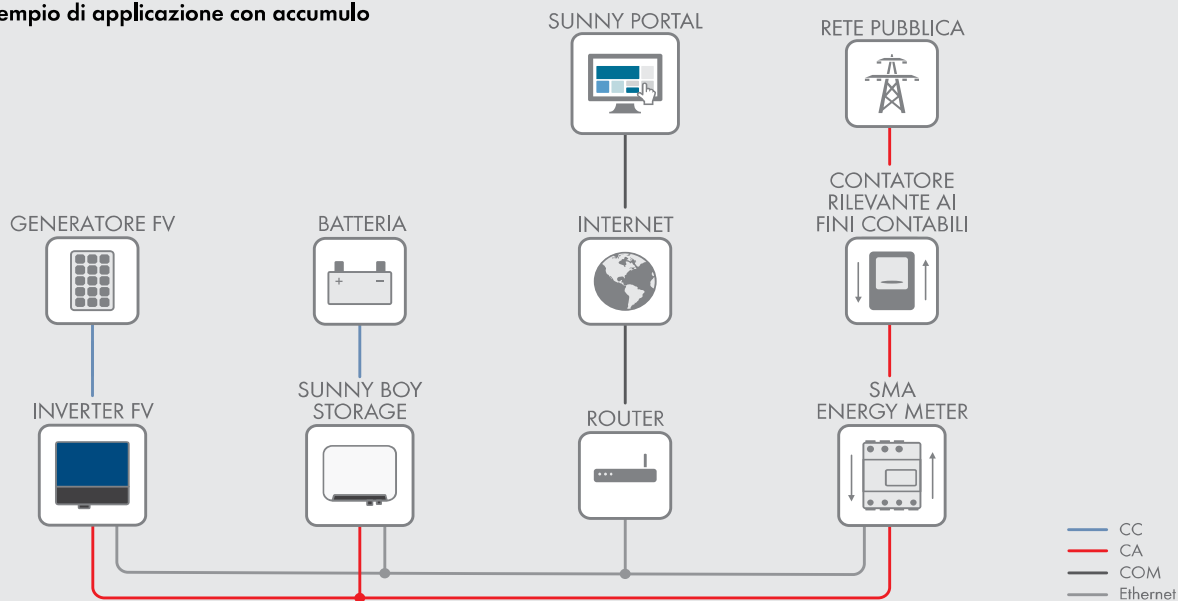 di applicazione con accumulo
SUNNY PORTAL
RETE PUBBLICA
CONTATORE
RILEVANTE AI
FINI CONTABILI
GENERATORE FV
BATTERIA
INTERNET
INVERTER FV
SUNNY BOY
STORAGE
ROUTER
SMA
ENERGY METER
CC
CA
COM
Ethernet